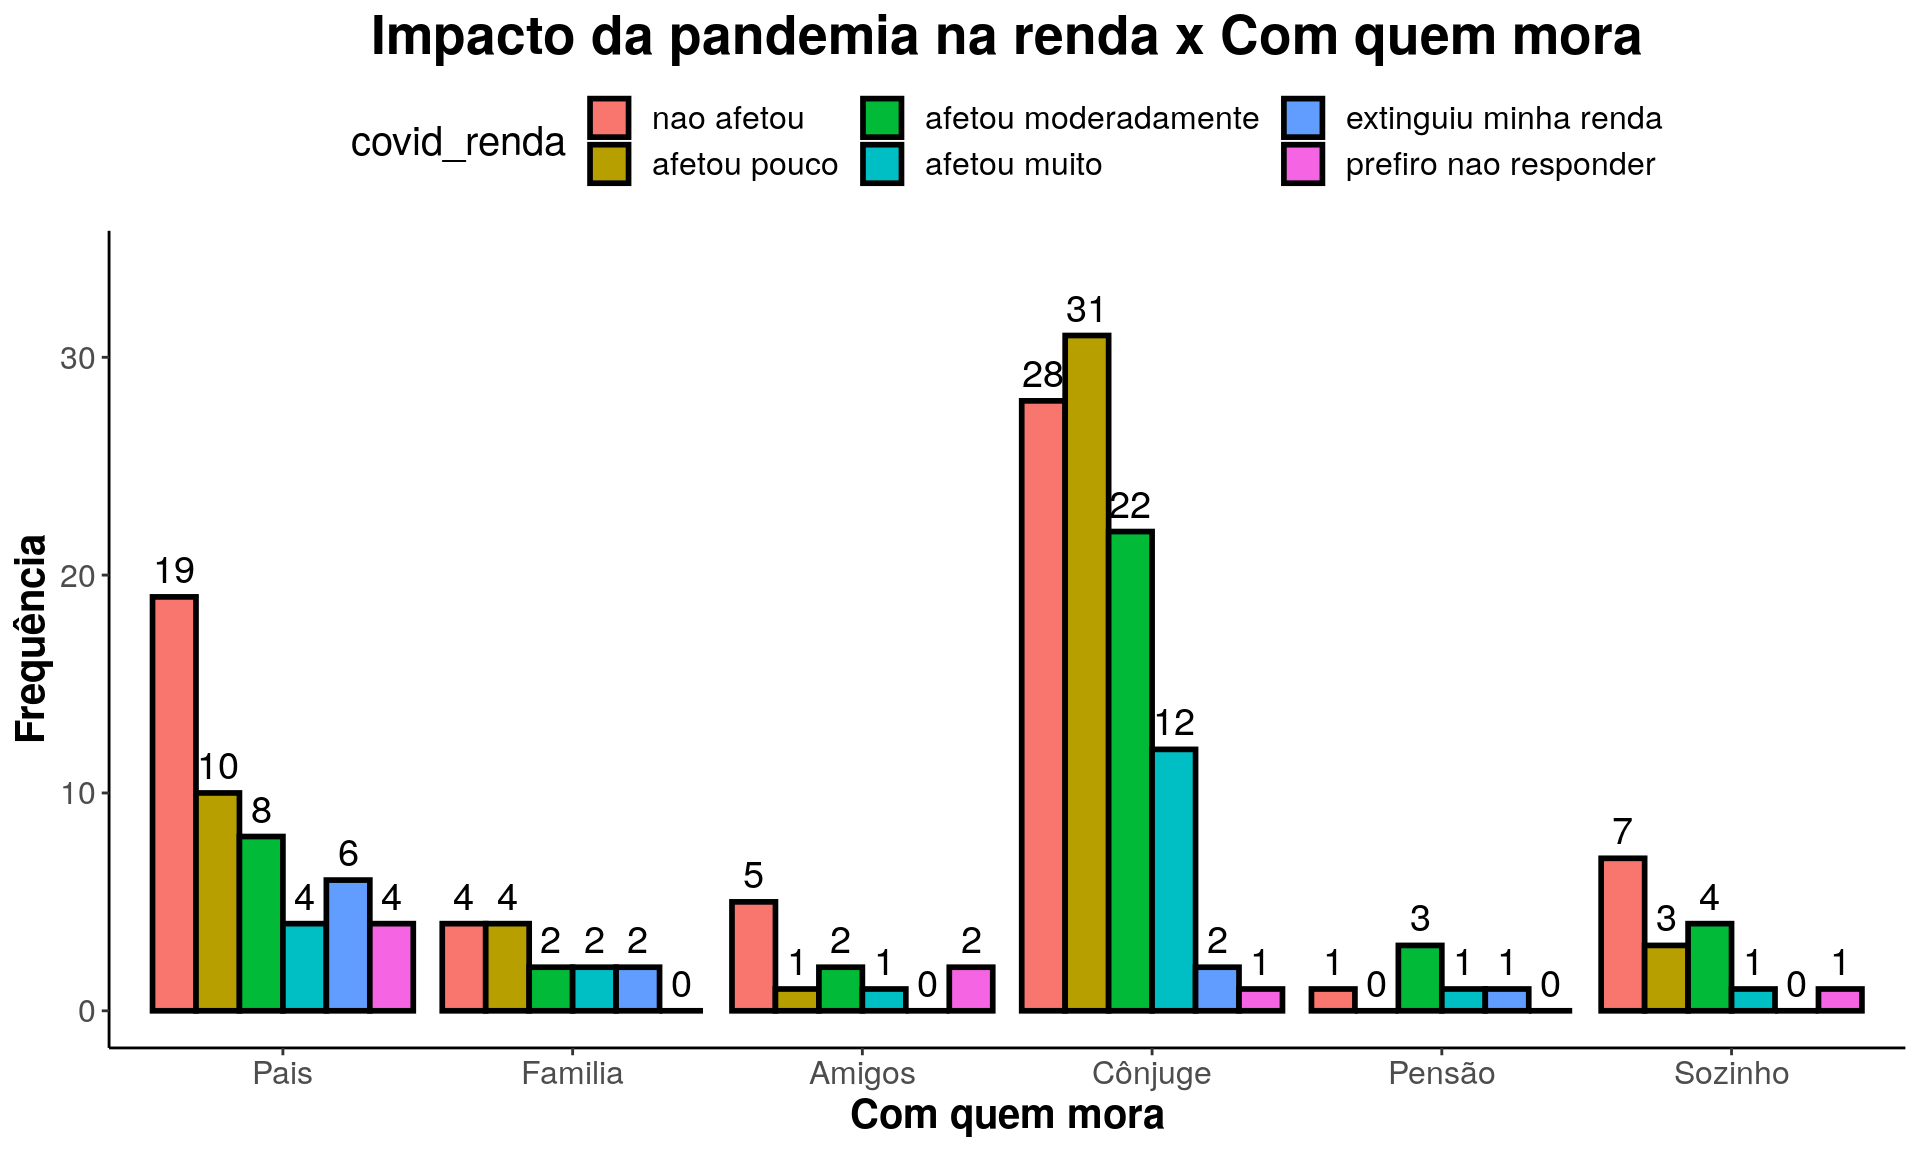 Impacto da pandemia na renda x Com quem mora
covid_renda
nao afetou
afetou pouco
afetou moderadamente
afetou muito
extinguiu minha renda
prefiro nao responder
Frequência
30
20
10
0
19 10 8 4 6 4
4 4 2 2 2 0
5 1 2 1 0 2
28 31 22 12 2 1
1 0 3 1 1 0
7 3 4 1 0 1
Pais Familia Amigos Cônjuge Pensão Sozinho
Com quem mora